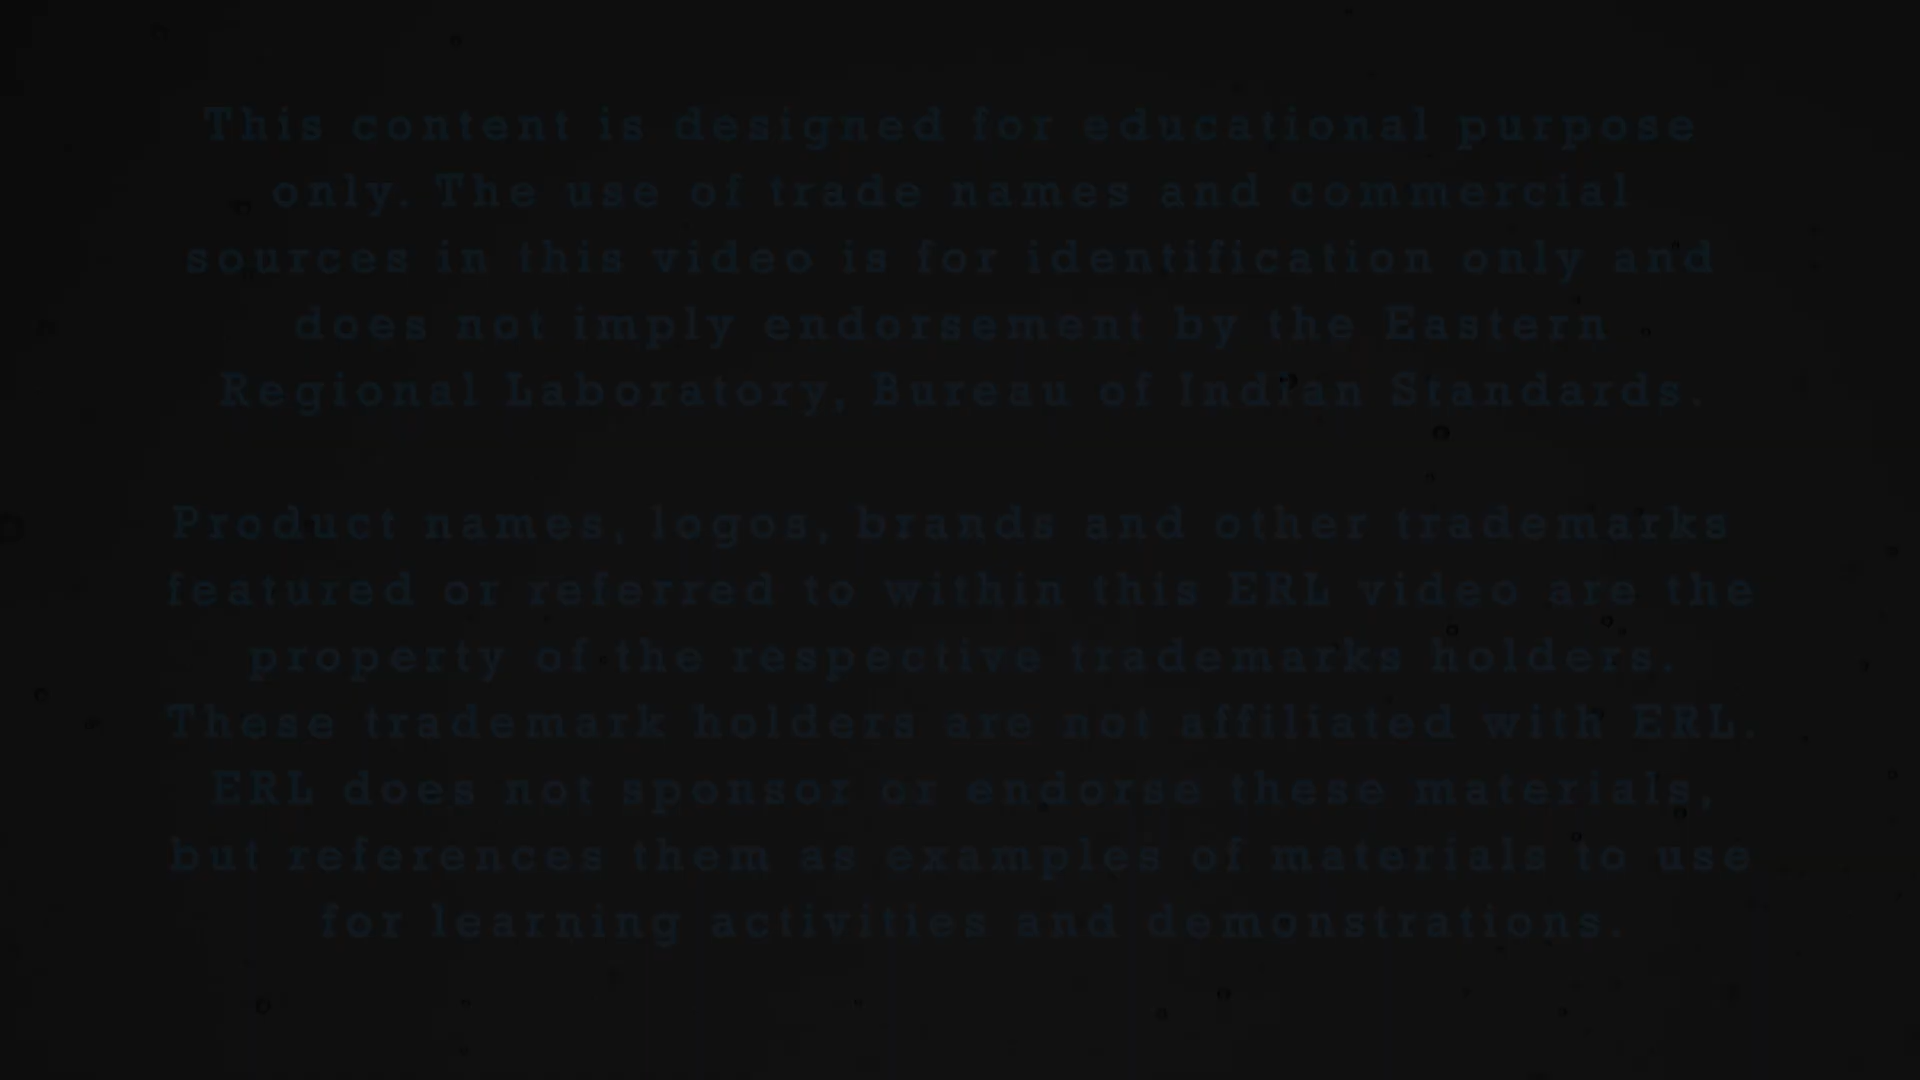 This content is designed for educational purpose
only. The use of trade names and commercial
sources in this video is for identification only and
does not imply endorsement by the Eastern
Regional Laboratory, Bureau of Indian Standards.
Product names, logos, brands and other trademarks
featured or referred to within this ERL video are the
property of the respective trademarks holders.
These trademark holders are not affiliated with ERL.
ERL does not sponsor or endorse these materials,
but references them as examples of materials to use
for learning activities and demonstrations.